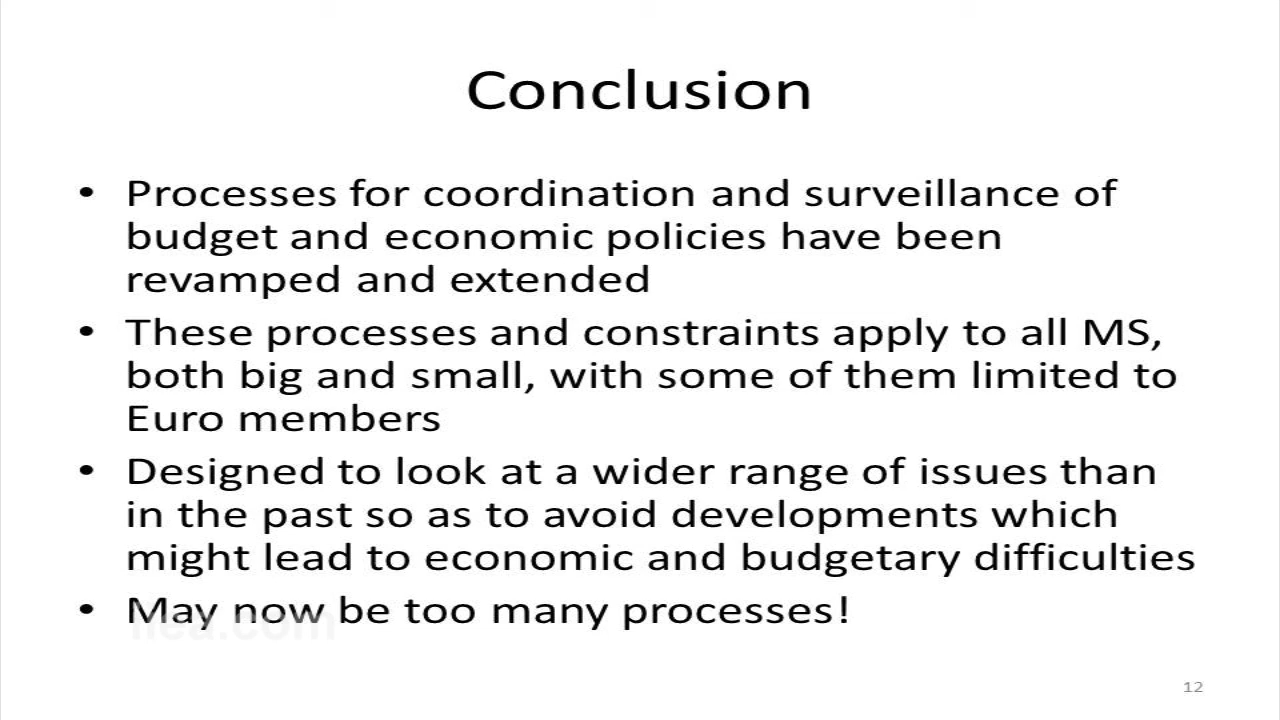 Conclusion
• Processes for coordination and surveillance of
budget and economic policies have been
revamped and extended
• These processes and constraints apply to all MS,
both big and small, with some of them limited to
Euro members
• Designed to look at a wider range of issues than
in the past so as to avoid developments which
might lead to economic and budgetary difficulties
• May now be too many processes!
12